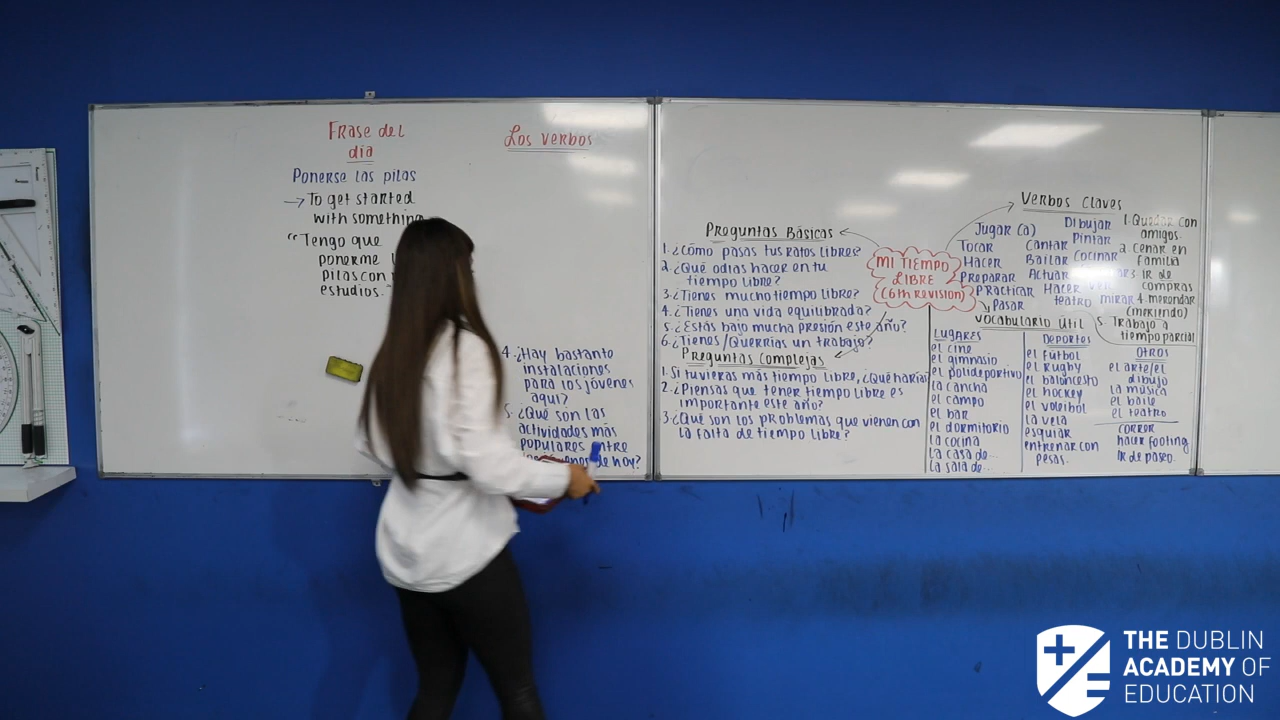 Frase del
día
Ponerse las pilas
→ To get started
with something
"Tengo que
ponerme l
pilas con
estudios."
Los verbos
4. ¿Hay bastante
instalaciones
para los jóvenes
aquí?
5. ¿Qué son las
actividades más
populares entre
de hoy?
Preguntas Básicas
1. ¿Cómo pasas tus ratos libres?
2. ¿Qué odias hacer en tu
tiempo libre?
3. ¿Tienes mucho tiempo libre?
4. ¿Tienes una vida equilibrada?
5. ¿Estás bajo mucha presión este año?
6. ¿Tienes/Querrías un trabajo?
Preguntas Complejas
1. Si tuvieras más tiempo libre, ¿Qué harías?
2. ¿Piensas que tener tiempo libre es
importante este año?
3. ¿Qué son los problemas que vienen con
la falta de tiempo libre?
MI TIEMPO
LIBRE
(6th REVISION)
Verbos Claves
Jugar (a)
Dibujar
Tocar
Cantar
Pintar
Hacer
Bailar
Cocinar
Preparar
Actuar
Practicar
Hacer
Ver
Pasar
teatro
mirar
1. Quedar con
amigos.
2. Cenar en
familia
3. Ir de
compras
4. merendar
(meriendo)
5. Trabajo a
tiempo parcial
Vocabulario útil
LUGARES
el cine
el gimnasio
el polideportivo
la cancha
el campo
el bar
el dormitorio
la cocina
la casa de...
la sala de...
DEPORTES
el fútbol
el rugby
el baloncesto
el hockey
el voleibol
la vela
esquiar
entrenar con
pesas.
OTROS
el arte/el
dibujo
la música
el baile
el teatro
correr
hacer footing
ir de paseo.
THE DUBLIN
ACADEMY OF
EDUCATION